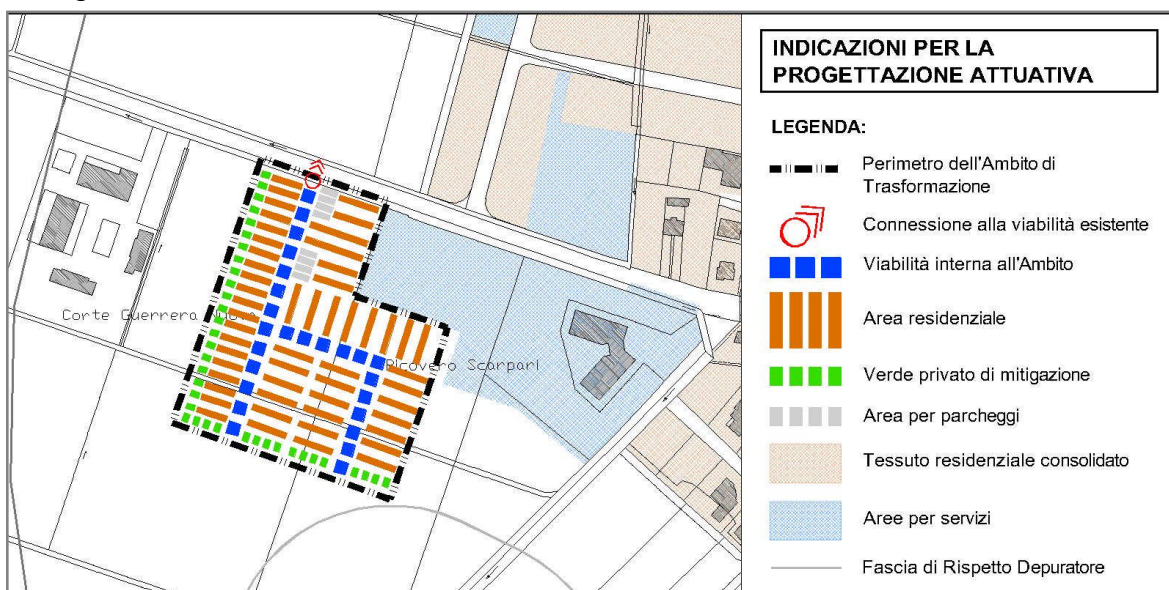 INDICAZIONI PER LA
PROGETTAZIONE ATTUATIVA
LEGENDA:
Perimetro dell'Ambito di
Trasformazione
Connessione alla viabilità esistente
Viabilità interna all'Ambito
Area residenziale
Verde privato di mitigazione
Area per parcheggi
Tessuto residenziale consolidato
Aree per servizi
Fascia di Rispetto Depuratore
Corte Guerrera Nuova
Ricovero Scarpari